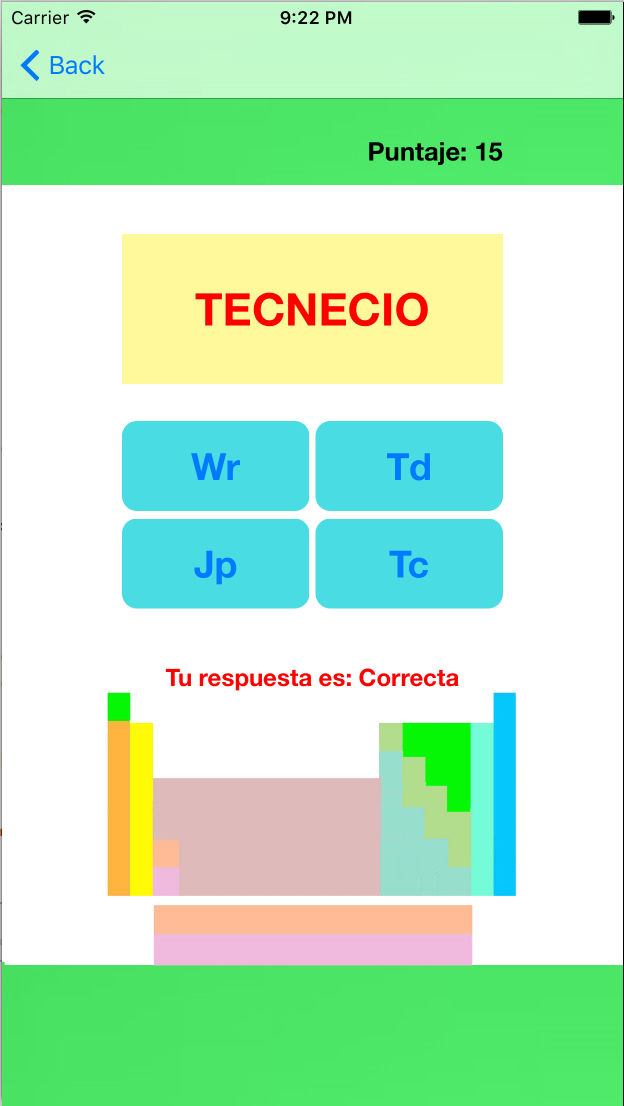 Carrier 9:22 PM
Back
Puntaje: 15
TECNECIO
Wr Td
Jp Tc
Tu respuesta es: Correcta